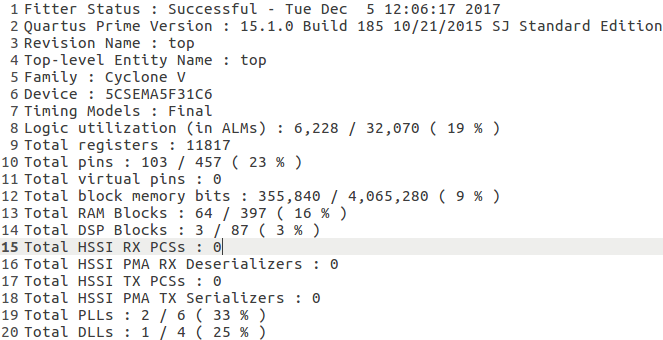 1 Fitter Status : Successful - Tue Dec  5 12:06:17 2017
2 Quartus Prime Version : 15.1.0 Build 185 10/21/2015 SJ Standard Edition
3 Revision Name : top
4 Top-level Entity Name : top
5 Family : Cyclone V
6 Device : 5CSEMA5F31C6
7 Timing Models : Final
8 Logic utilization (in ALMs) : 6,228 / 32,070 ( 19 % )
9 Total registers : 11817
10 Total pins : 103 / 457 ( 23 % )
11 Total virtual pins : 0
12 Total block memory bits : 355,840 / 4,065,280 ( 9 % )
13 Total RAM Blocks : 64 / 397 ( 16 % )
14 Total DSP Blocks : 3 / 87 ( 3 % )
15 Total HSSI RX PCSs : 0
16 Total HSSI PMA RX Deserializers : 0
17 Total HSSI TX PCSs : 0
18 Total HSSI PMA TX Serializers : 0
19 Total PLLs : 2 / 6 ( 33 % )
20 Total DLLs : 1 / 4 ( 25 % )